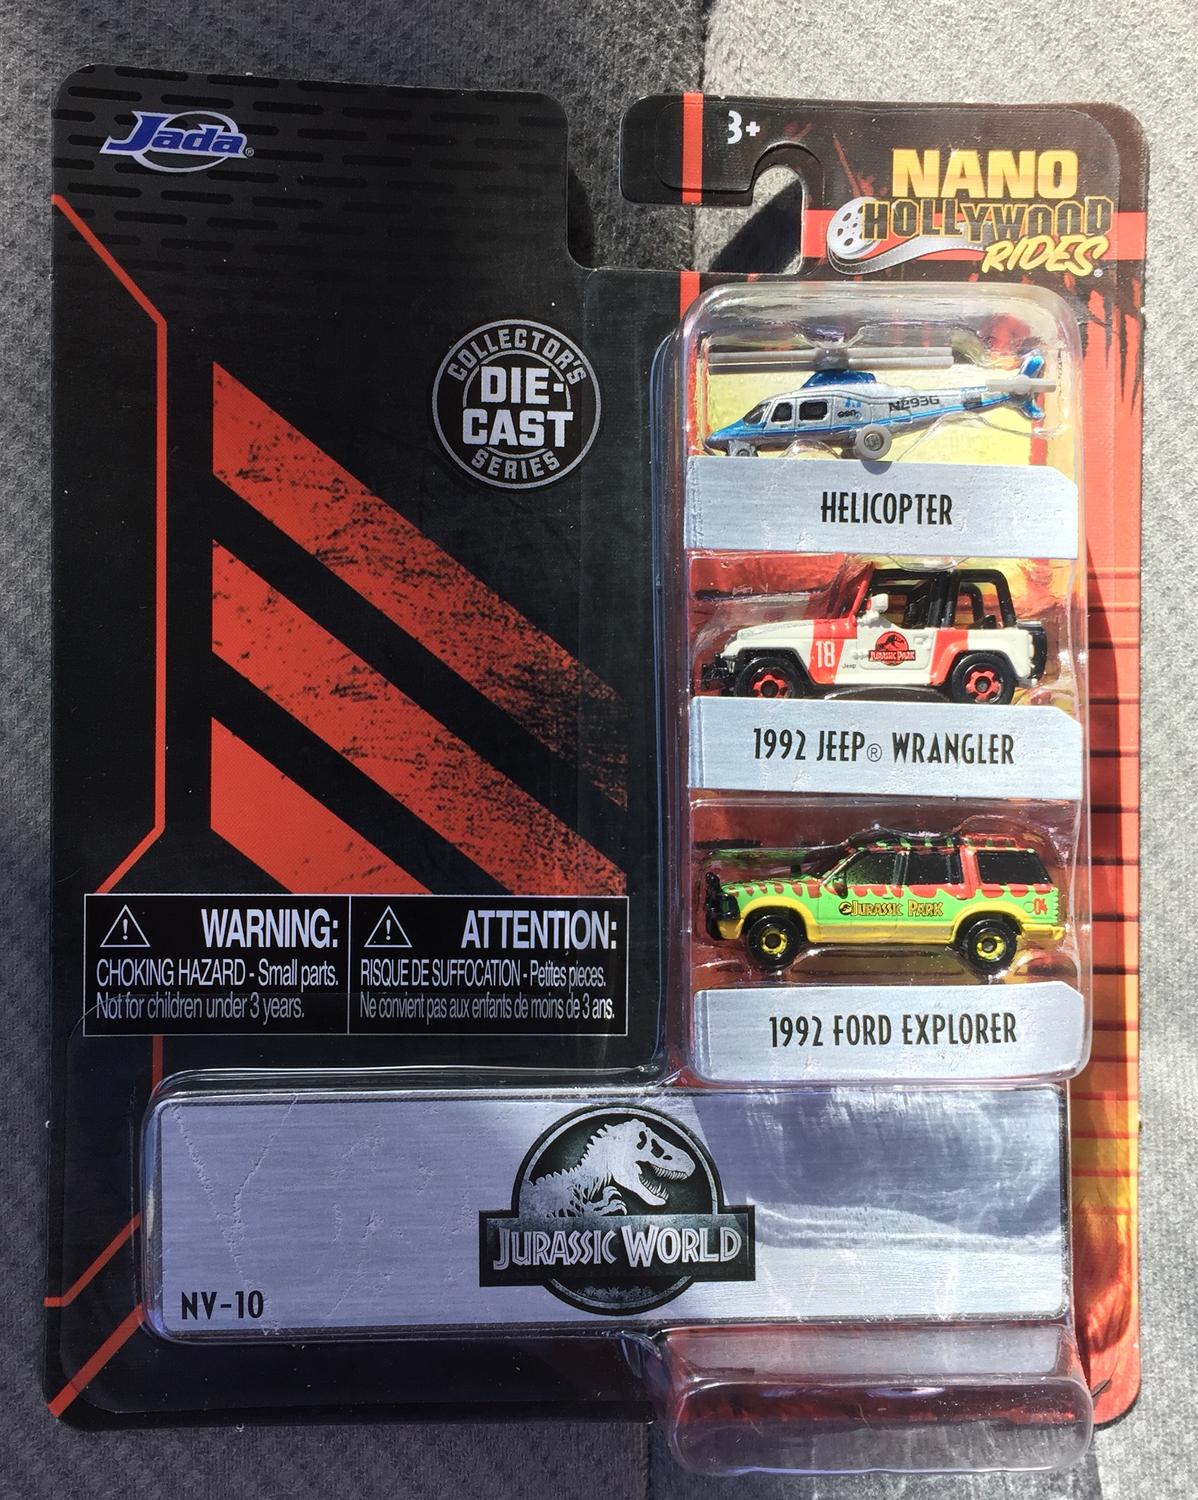 Jada
3+
NANO
HOLLYWOOD
RIDES
COLLECTOR'S
DIE-
CAST
SERIES
N293G
HELICOPTER
18
Jeep
JURASSIC PARK
1992 JEEP® WRANGLER
JURASSIC PARK
04
1992 FORD EXPLORER
WARNING:
CHOKING HAZARD - Small parts.
Not for children under 3 years.
ATTENTION:
RISQUE DE SUFFOCATION - Petites pièces.
Ne convient pas aux enfants de moins de 3 ans.
JURASSIC WORLD
NV-10